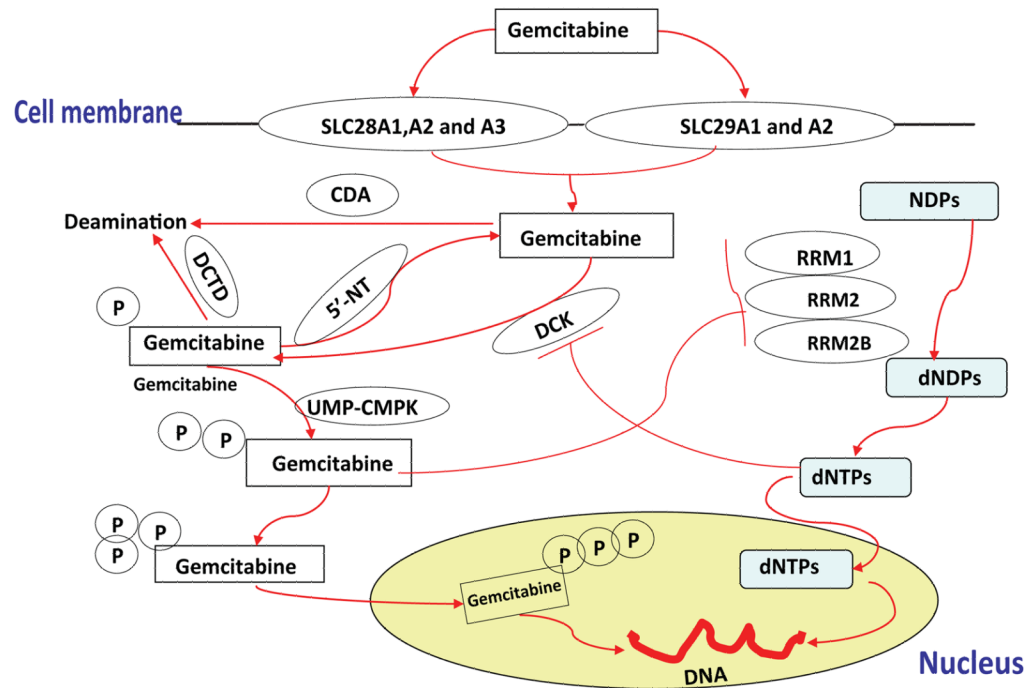 Gemcitabine
Cell membrane
SLC28A1,A2 and A3
SLC29A1 and A2
CDA
NDPs
Deamination
Gemcitabine
DCTD
5’-NT
RRM1
RRM2
RRM2B
P
DCK
Gemcitabine
Gemcitabine
dNDPs
UMP-CMPK
P P
Gemcitabine
dNTPs
P P
P
Gemcitabine
P P P
Gemcitabine
dNTPs
DNA
Nucleus